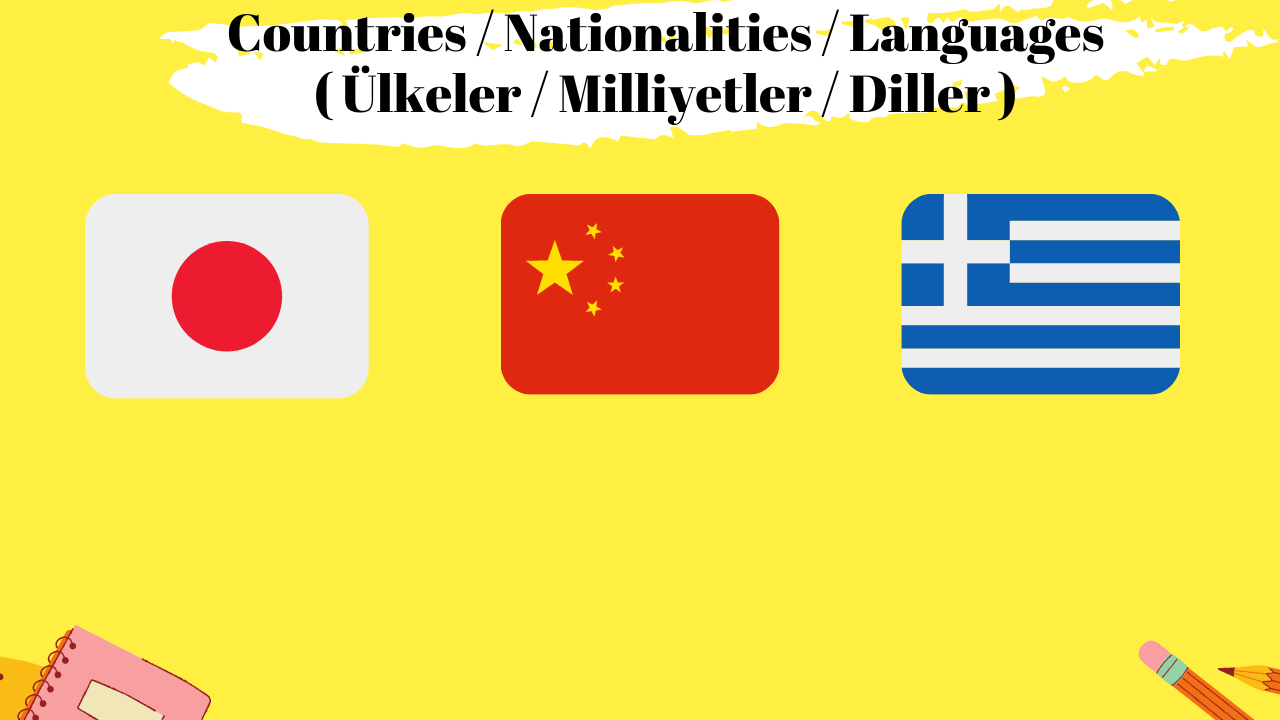 Countries / Nationalities / Languages
( Ülkeler / Milliyetler / Diller )